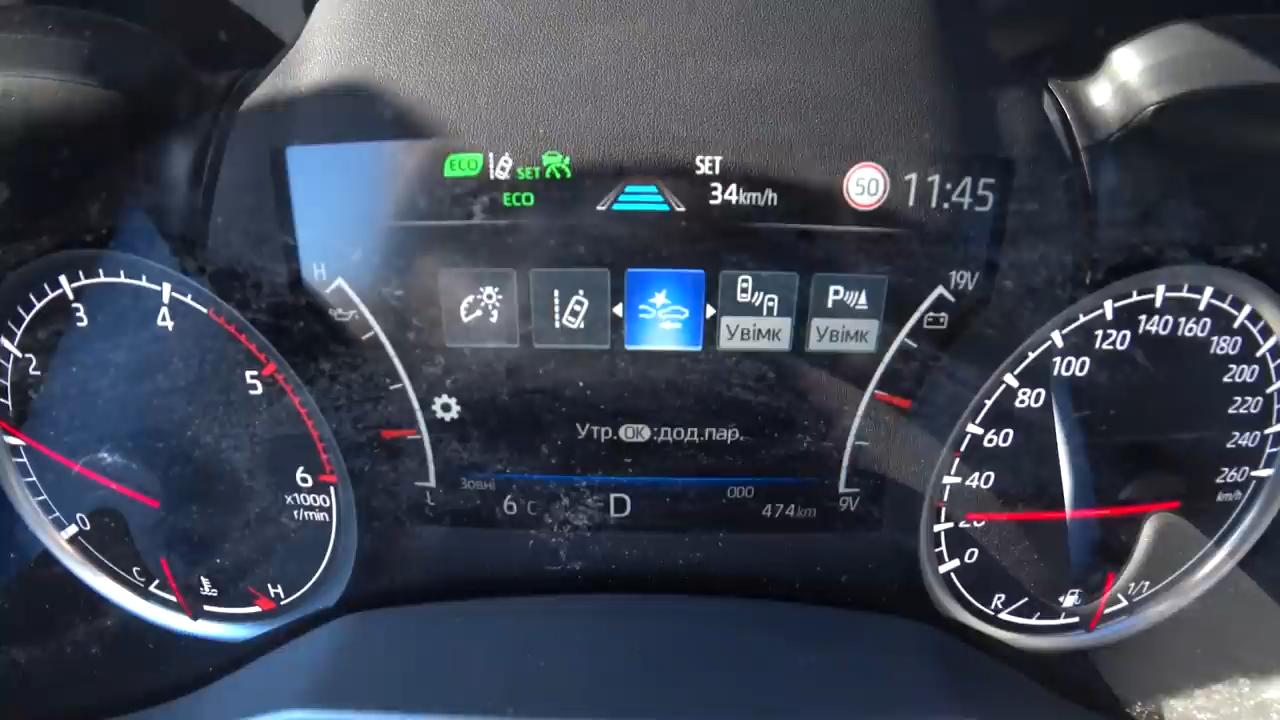 ECO SET SET 50 11:45
ECO 34km/h
H 19V
Увімк Увімк
Утр. OK :дод.пар.
Зовні 000
6 C D 474km
L 9V
0 2 3 4 5 6
x1000
r/min
C H
0 20 40 60 80 100 120 140 160 180 200 220 240 260
km/h
R 1/1